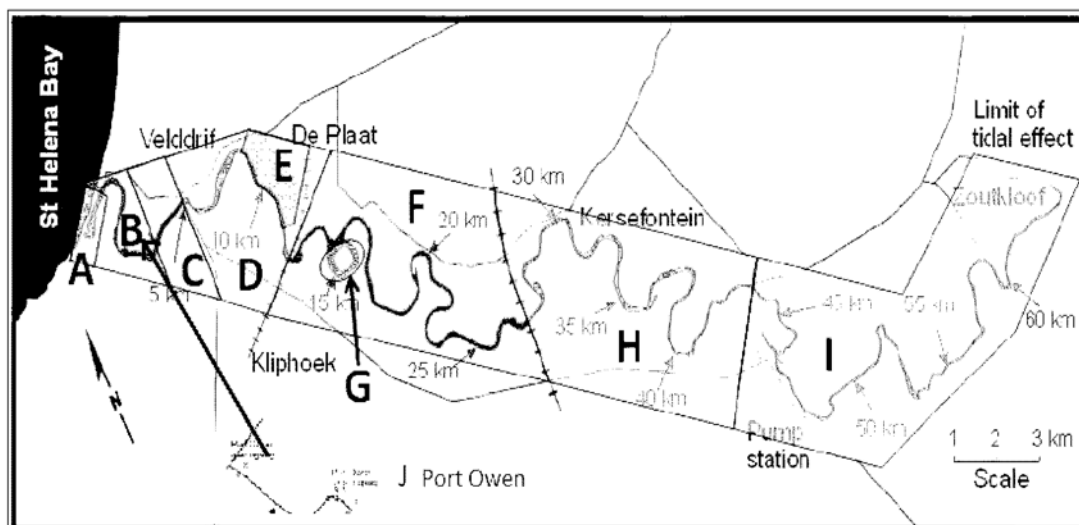 St Helena Bay
Velddrif
De Plaat
Limit of
tidal effect
Zoutkloof
30 km
Kersefontein
E
F
20 km
B
10 km
A
C
D
5 km
15 km
35 km
45 km
55 km
60 km
Kliphoek
G
25 km
H
I
40 km
50 km
N
Pump
station
1 2 3 km
Scale
J Port Owen